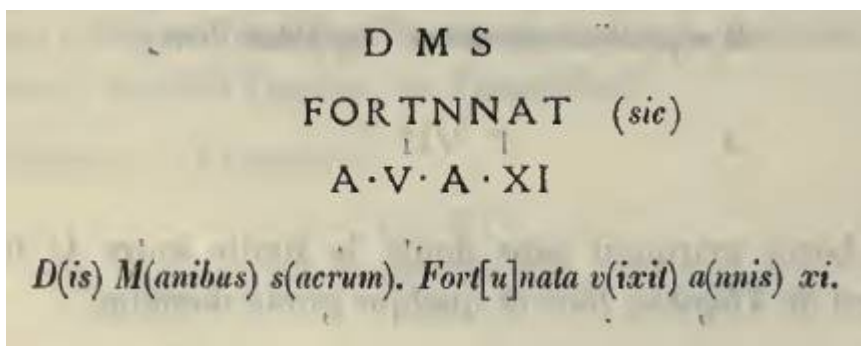 D M S
FORTNNAT (sic)
A·V·A·XI
D(is) M(anibus) s(acrum). Fort[u]nata v(ixit) a(nnis) xi.